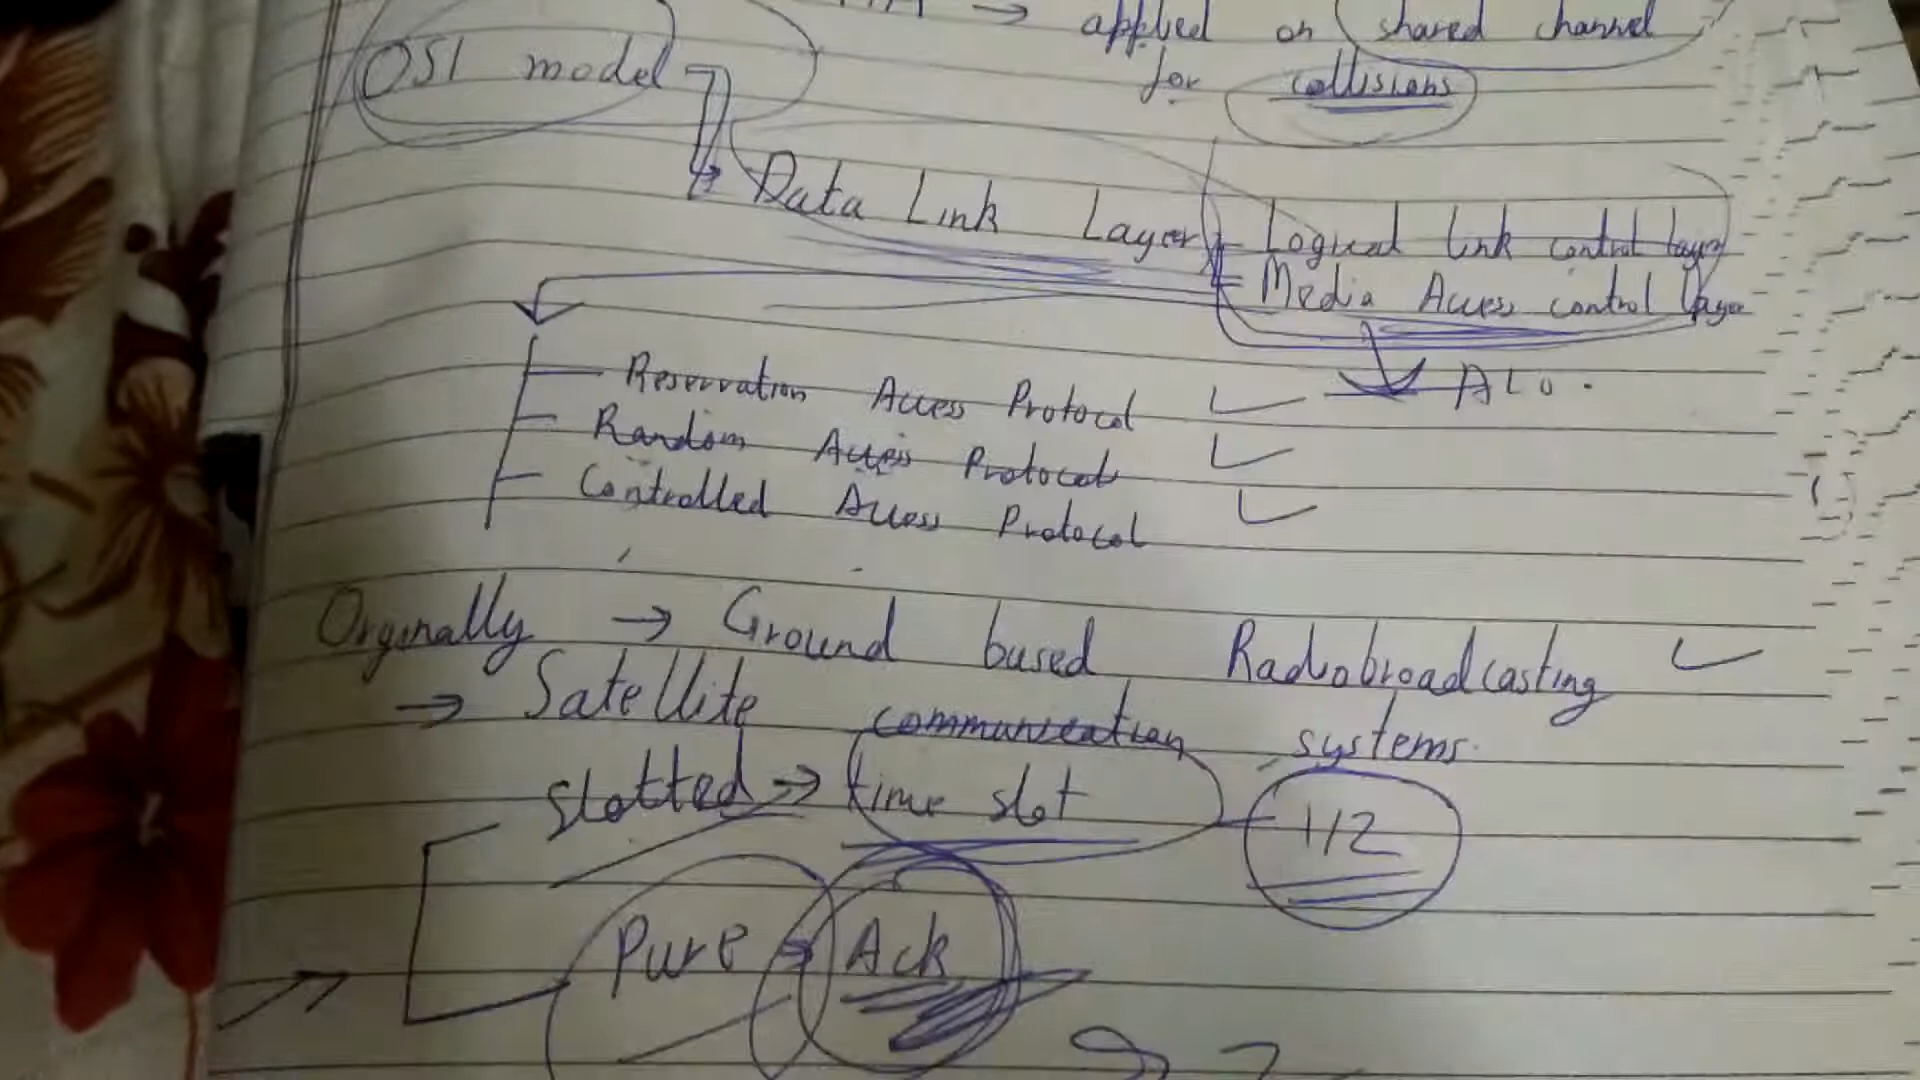 → applied on shared channel
for collisions
OSI model
→ Data Link Layer
Logical link control layer
Media Access control layer
ALO.
Reservation Access Protocol ✓
Random Access Protocol ✓
Controlled Access Protocol ✓
Orginally → Ground based Radiobroadcasting ✓
→ Satellite communication systems.
slotted → time slot
1/2
Pure → Ack